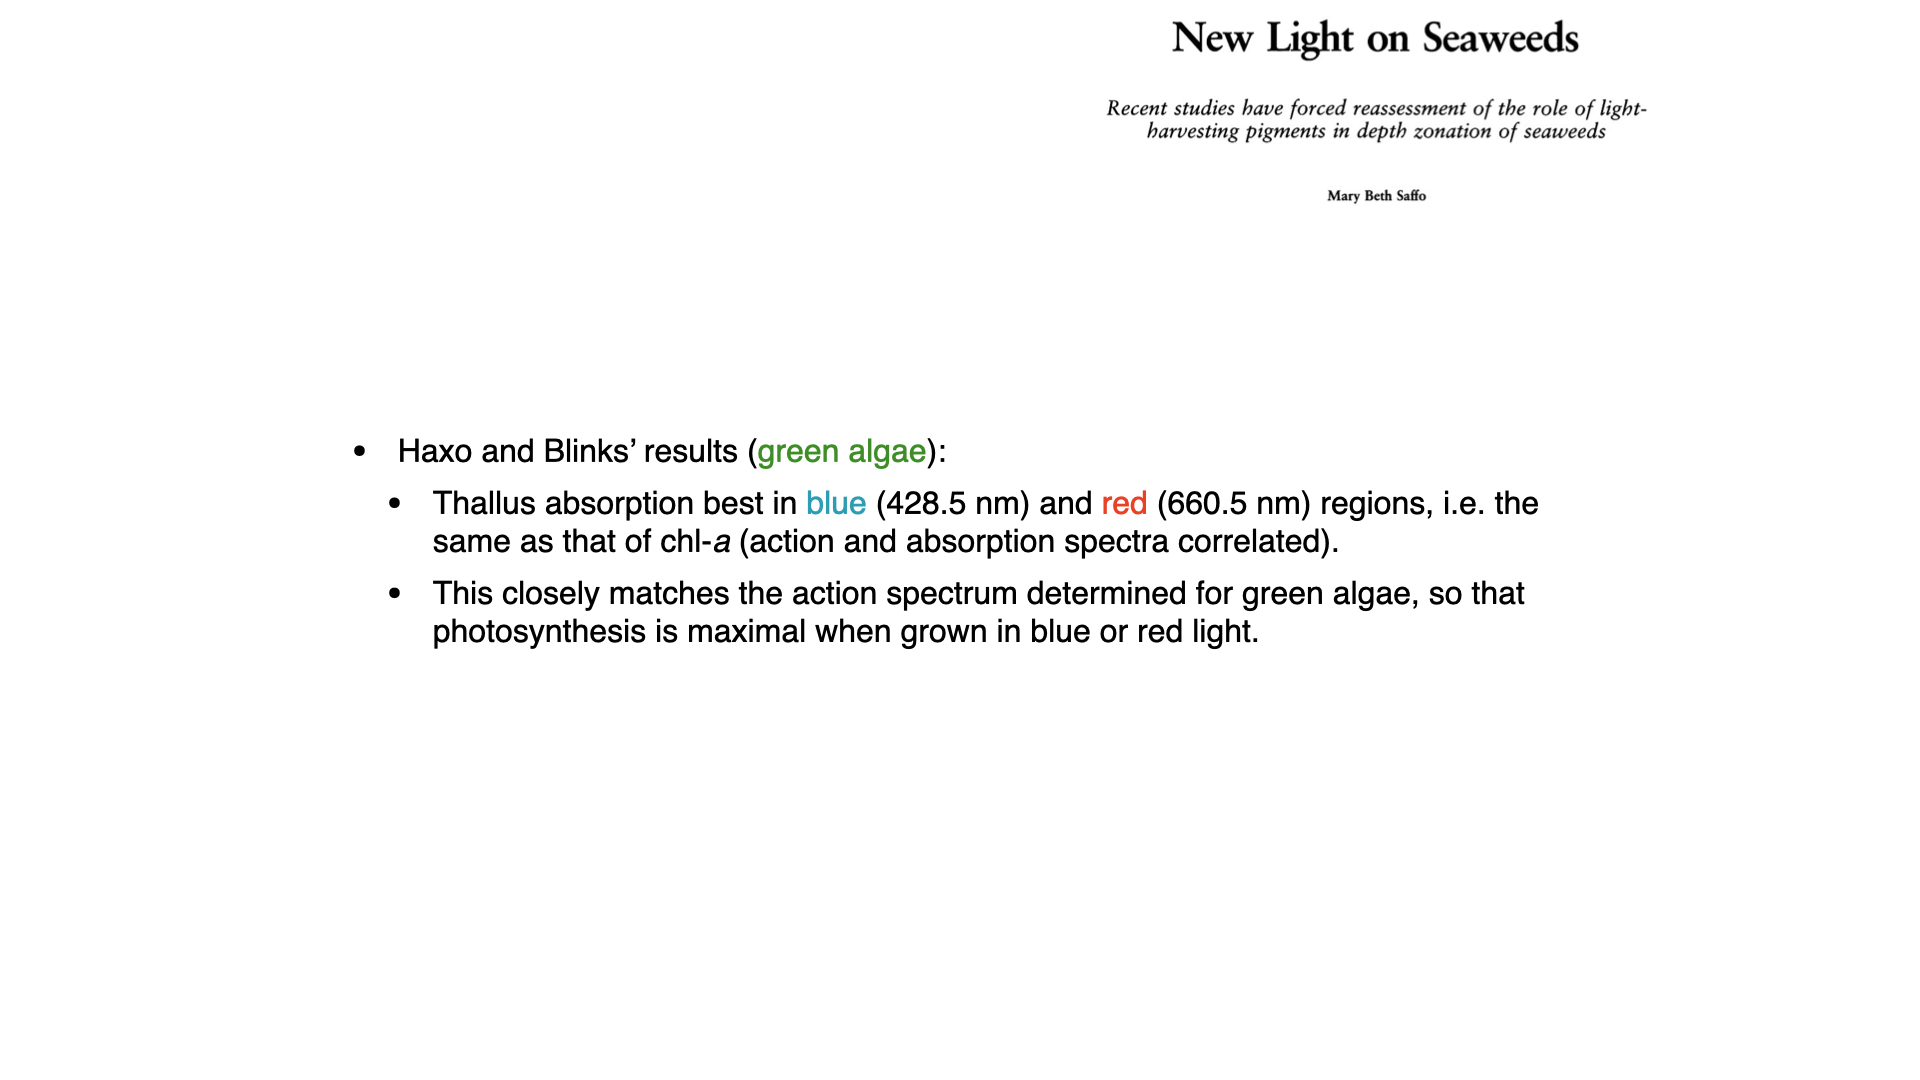 New Light on Seaweeds
Recent studies have forced reassessment of the role of light-
harvesting pigments in depth zonation of seaweeds
Mary Beth Saffo
• Haxo and Blinks’ results (green algae):
• Thallus absorption best in blue (428.5 nm) and red (660.5 nm) regions, i.e. the
same as that of chl-a (action and absorption spectra correlated).
• This closely matches the action spectrum determined for green algae, so that
photosynthesis is maximal when grown in blue or red light.